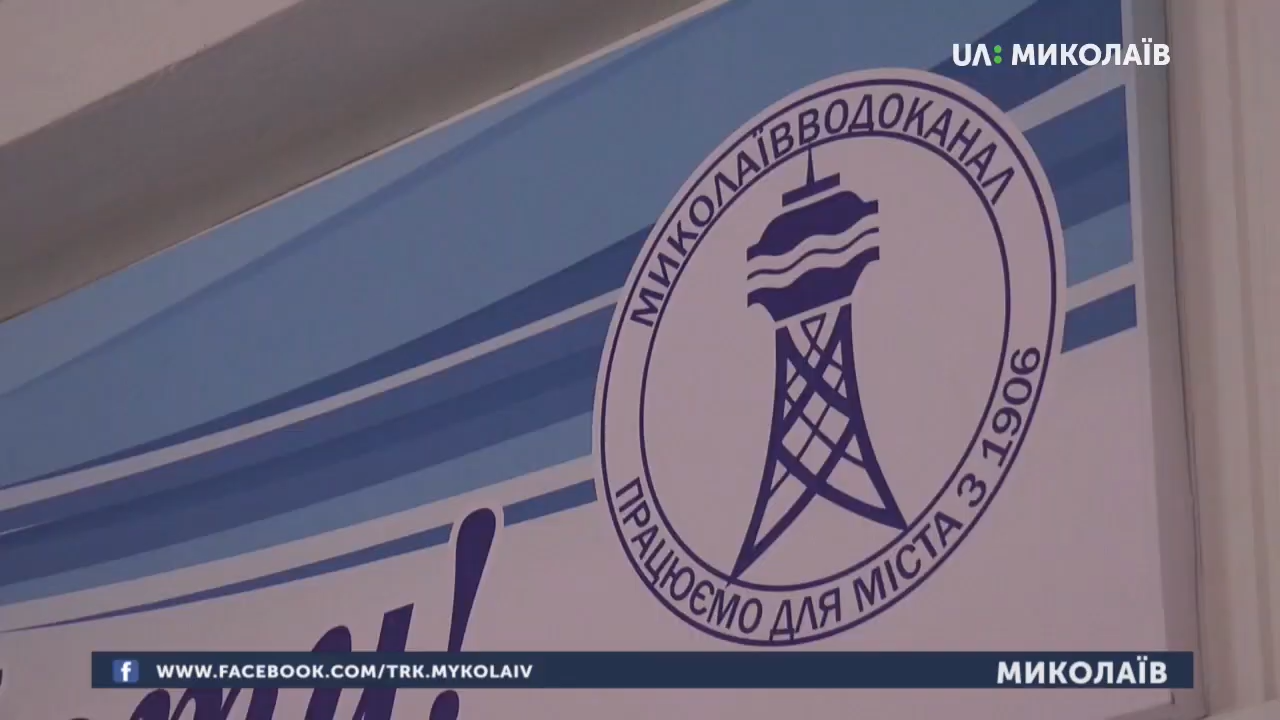 UA: МИКОЛАЇВ
МИКОЛАЇВВОДОКАНАЛ
ПРАЦЮЄМО ДЛЯ МІСТА З 1906
WWW.FACEBOOK.COM/TRK.MYKOLAIV
МИКОЛАЇВ